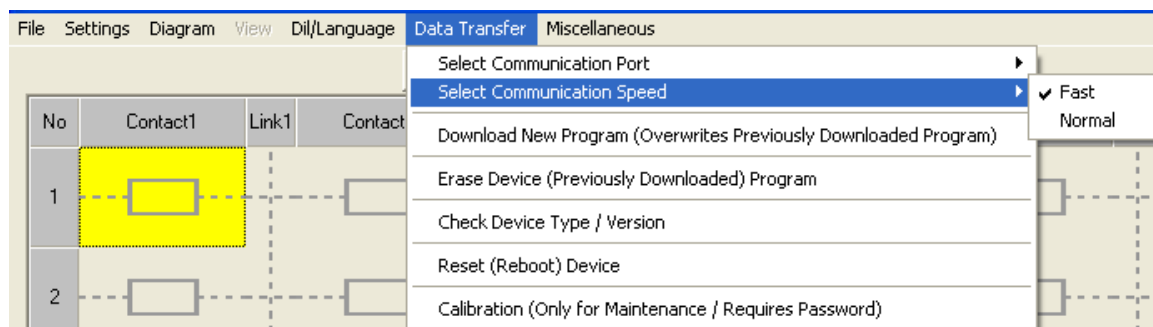 File Settings Diagram View Dil/Language Data Transfer Miscellaneous
Select Communication Port
Select Communication Speed
Fast
Normal
No Contact1 Link1 Contact
Download New Program (Overwrites Previously Downloaded Program)
Erase Device (Previously Downloaded) Program
1
Check Device Type / Version
Reset (Reboot) Device
2
Calibration (Only for Maintenance / Requires Password)